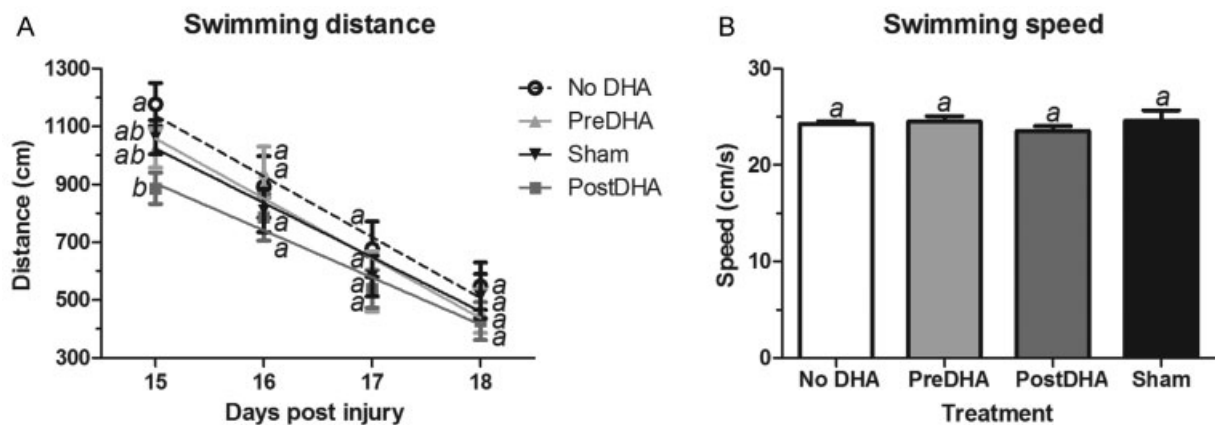 A
Swimming distance
Distance (cm)
1300
1100
900
700
500
300
a
ab
ab
b
a
a
a
a
a
a
a
a
a
a
a
a
15
16
17
18
Days post injury
No DHA
PreDHA
Sham
PostDHA
B
Swimming speed
Speed (cm/s)
30
20
10
0
a
a
a
a
No DHA
PreDHA
PostDHA
Sham
Treatment